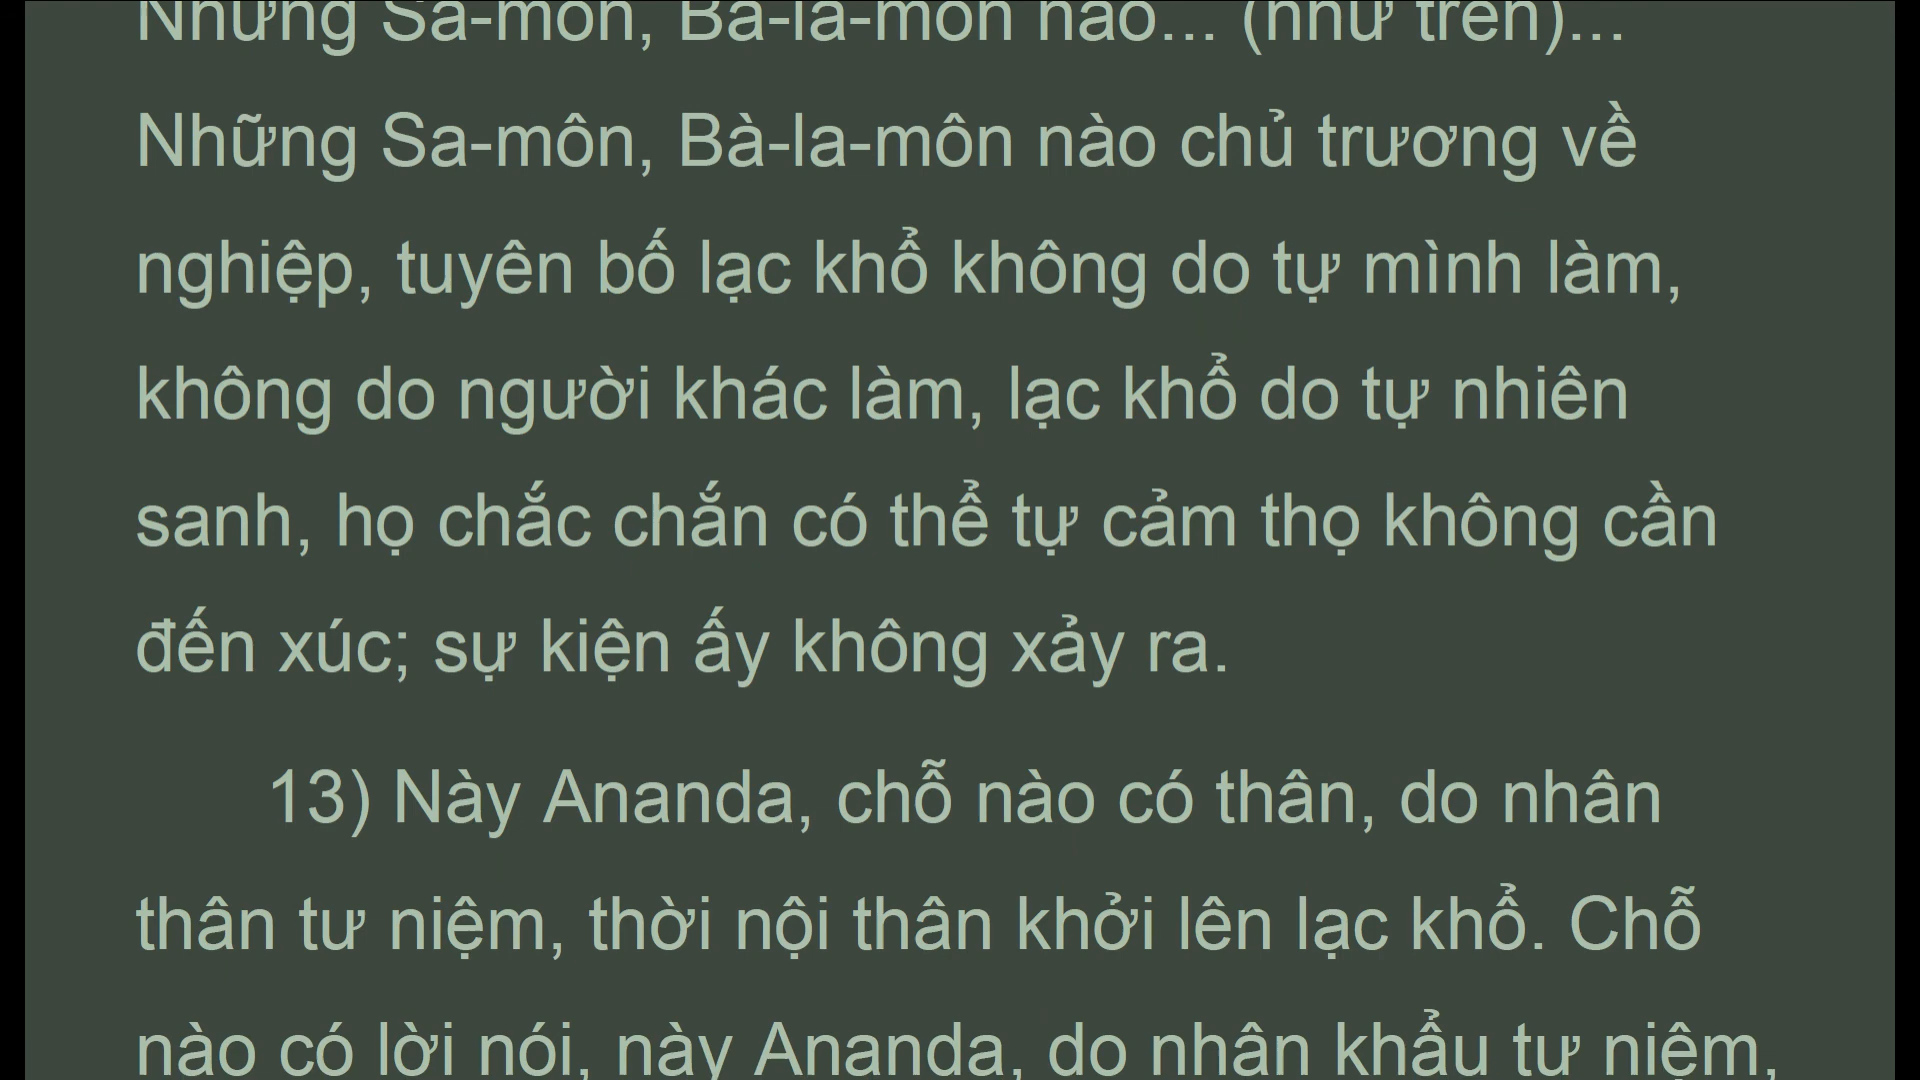 Những Sa-môn, Bà-la-môn nào... (như trên)...
Những Sa-môn, Bà-la-môn nào chủ trương về
nghiệp, tuyên bố lạc khổ không do tự mình làm,
không do người khác làm, lạc khổ do tự nhiên
sanh, họ chắc chắn có thể tự cảm thọ không cần
đến xúc; sự kiện ấy không xảy ra.
13) Này Ananda, chỗ nào có thân, do nhân
thân tư niệm, thời nội thân khởi lên lạc khổ. Chỗ
nào có lời nói, này Ananda, do nhân khẩu tư niệm,